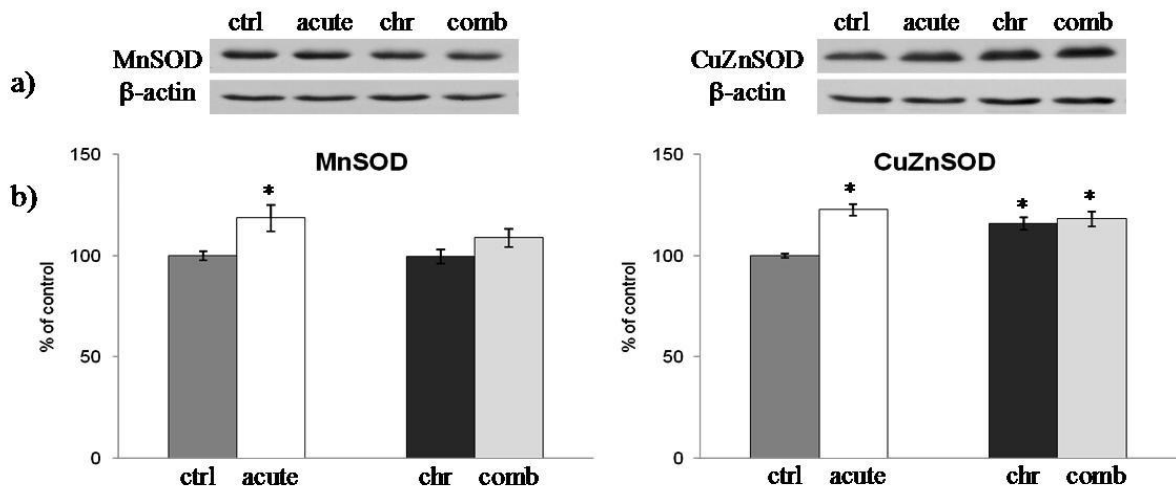 ctrl acute chr comb
MnSOD
a) β-actin
ctrl acute chr comb
CuZnSOD
β-actin
b)
MnSOD
150
100
50
0
% of control
*
ctrl acute chr comb
CuZnSOD
150
100
50
0
% of control
* * *
ctrl acute chr comb